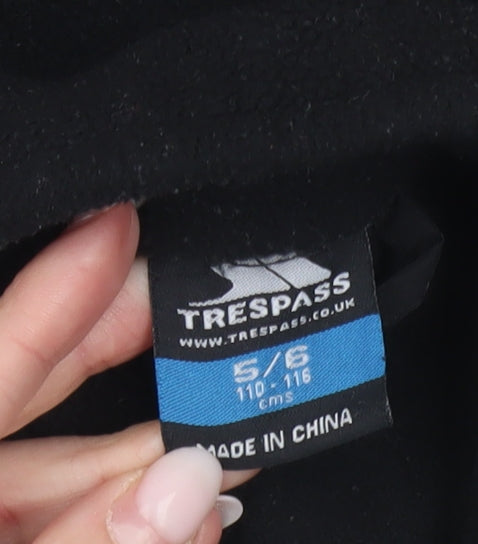 TRESPASS
WWW.TRESPASS.CO.UK
5/6
110 - 116
cms
MADE IN CHINA